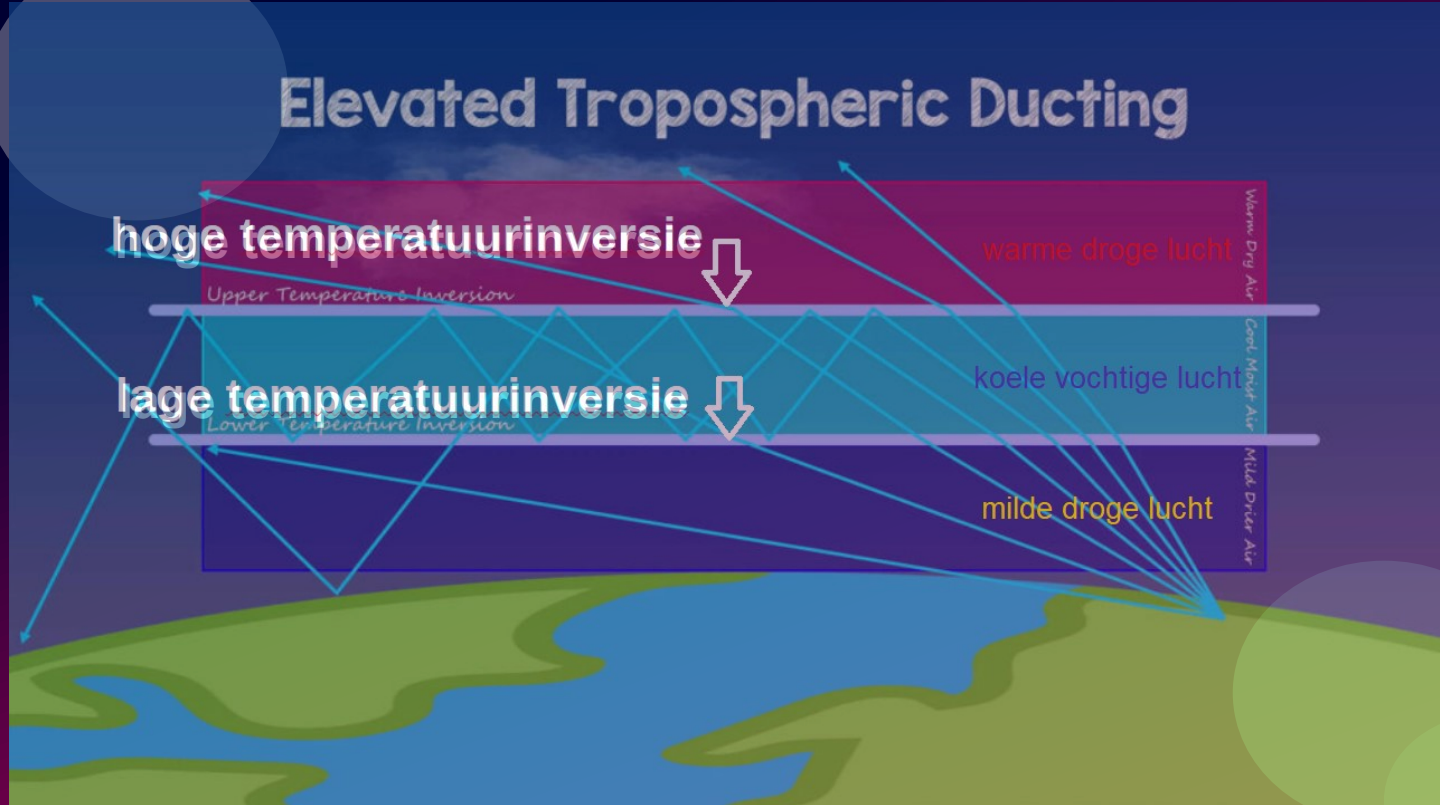 Elevated Tropospheric Ducting
hoge temperatuurinversie
warme droge lucht
Warm Dry Air
Upper Temperature Inversion
koele vochtige lucht
Cool Moist Air
lage temperatuurinversie
Lower Temperature Inversion
milde droge lucht
Mild Drier Air